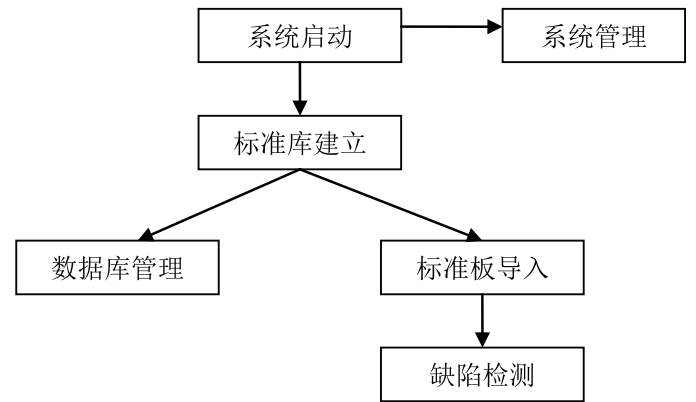 系统启动
系统管理
标准库建立
数据库管理
标准板导入
缺陷检测